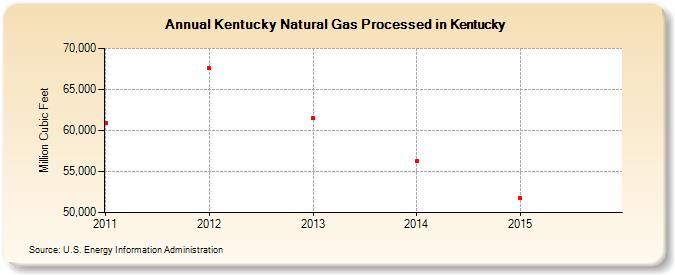 Annual Kentucky Natural Gas Processed in Kentucky
Million Cubic Feet
70,000
65,000
60,000
55,000
50,000
2011 2012 2013 2014 2015
Source: U.S. Energy Information Administration